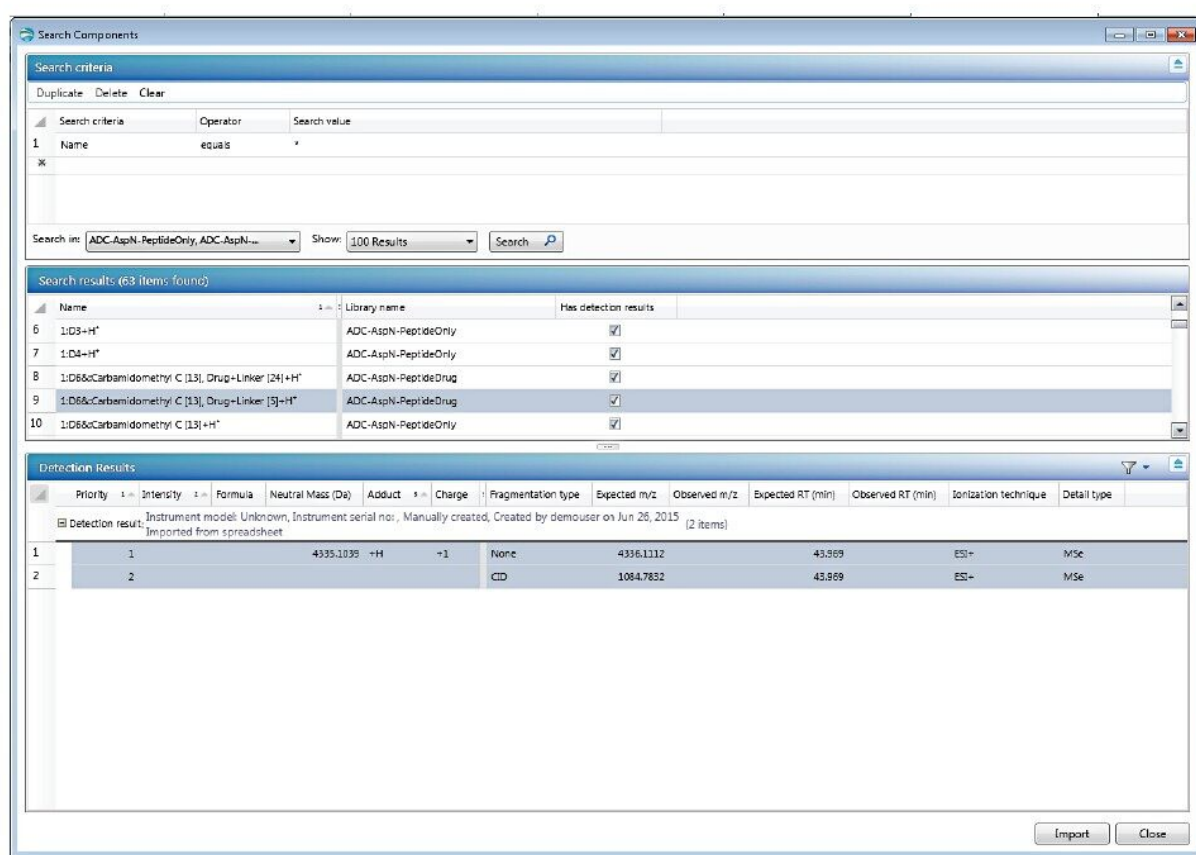 Search Components
Search criteria
Duplicate Delete Clear
Search criteria Operator Search value
1 Name equals *
Search in: ADC-AspN-PeptideOnly, ADC-AspN-... Show: 100 Results Search
Search results (63 items found)
Name 1 Library name Has detection results
6 1:D3+H⁺ ADC-AspN-PeptideOnly
7 1:D4+H⁺ ADC-AspN-PeptideOnly
8 1:D6&c:Carbamidomethyl C [13], Drug+Linker [24]+H⁺ ADC-AspN-PeptideDrug
9 1:D6&c:Carbamidomethyl C [13], Drug+Linker [5]+H⁺ ADC-AspN-PeptideDrug
10 1:D6&c:Carbamidomethyl C [13]+H⁺ ADC-AspN-PeptideOnly
Detection Results
Priority 1 Intensity 2 Formula Neutral Mass (Da) Adduct Charge Fragmentation type Expected m/z Observed m/z Expected RT (min) Observed RT (min) Ionization technique Detail type
Detection result: Instrument model: Unknown, Instrument serial no: , Manually created, Created by demouser on Jun 26, 2015 (2 items)
Imported from spreadsheet
1 1 4335.1039 +H +1 None 4336.1112 43.969 ESI+ MSe
2 2 CID 1084.7832 43.969 ESI+ MSe
Import Close